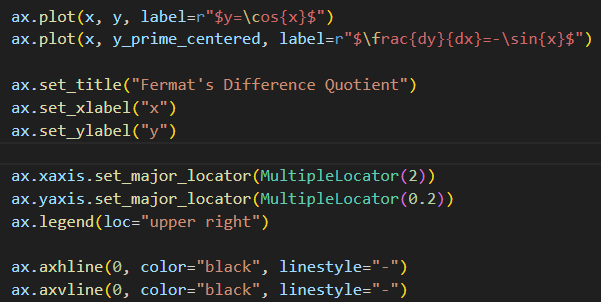 ax.plot(x, y, label=r"$y=\cos{x}$")
ax.plot(x, y_prime_centered, label=r"$\frac{dy}{dx}=-\sin{x}$")
ax.set_title("Fermat's Difference Quotient")
ax.set_xlabel("x")
ax.set_ylabel("y")
ax.xaxis.set_major_locator(MultipleLocator(2))
ax.yaxis.set_major_locator(MultipleLocator(0.2))
ax.legend(loc="upper right")
ax.axhline(0, color="black", linestyle="-")
ax.axvline(0, color="black", linestyle="-")